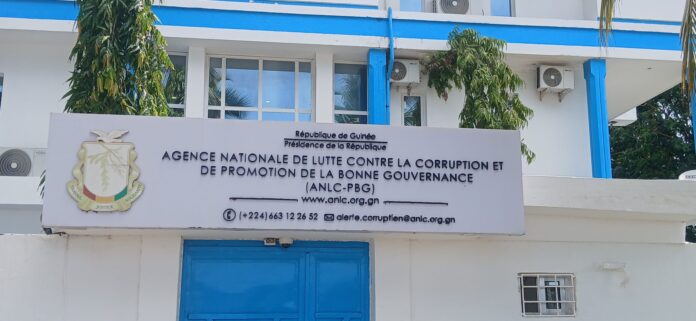 République de Guinée
Présidence de la République
AGENCE NATIONALE DE LUTTE CONTRE LA CORRUPTION ET
DE PROMOTION DE LA BONNE GOUVERNANCE
(ANLC-PBG)
www.anlc.org.gn
(+224) 663 12 26 52 alerte.corruption@anlc.org.gn